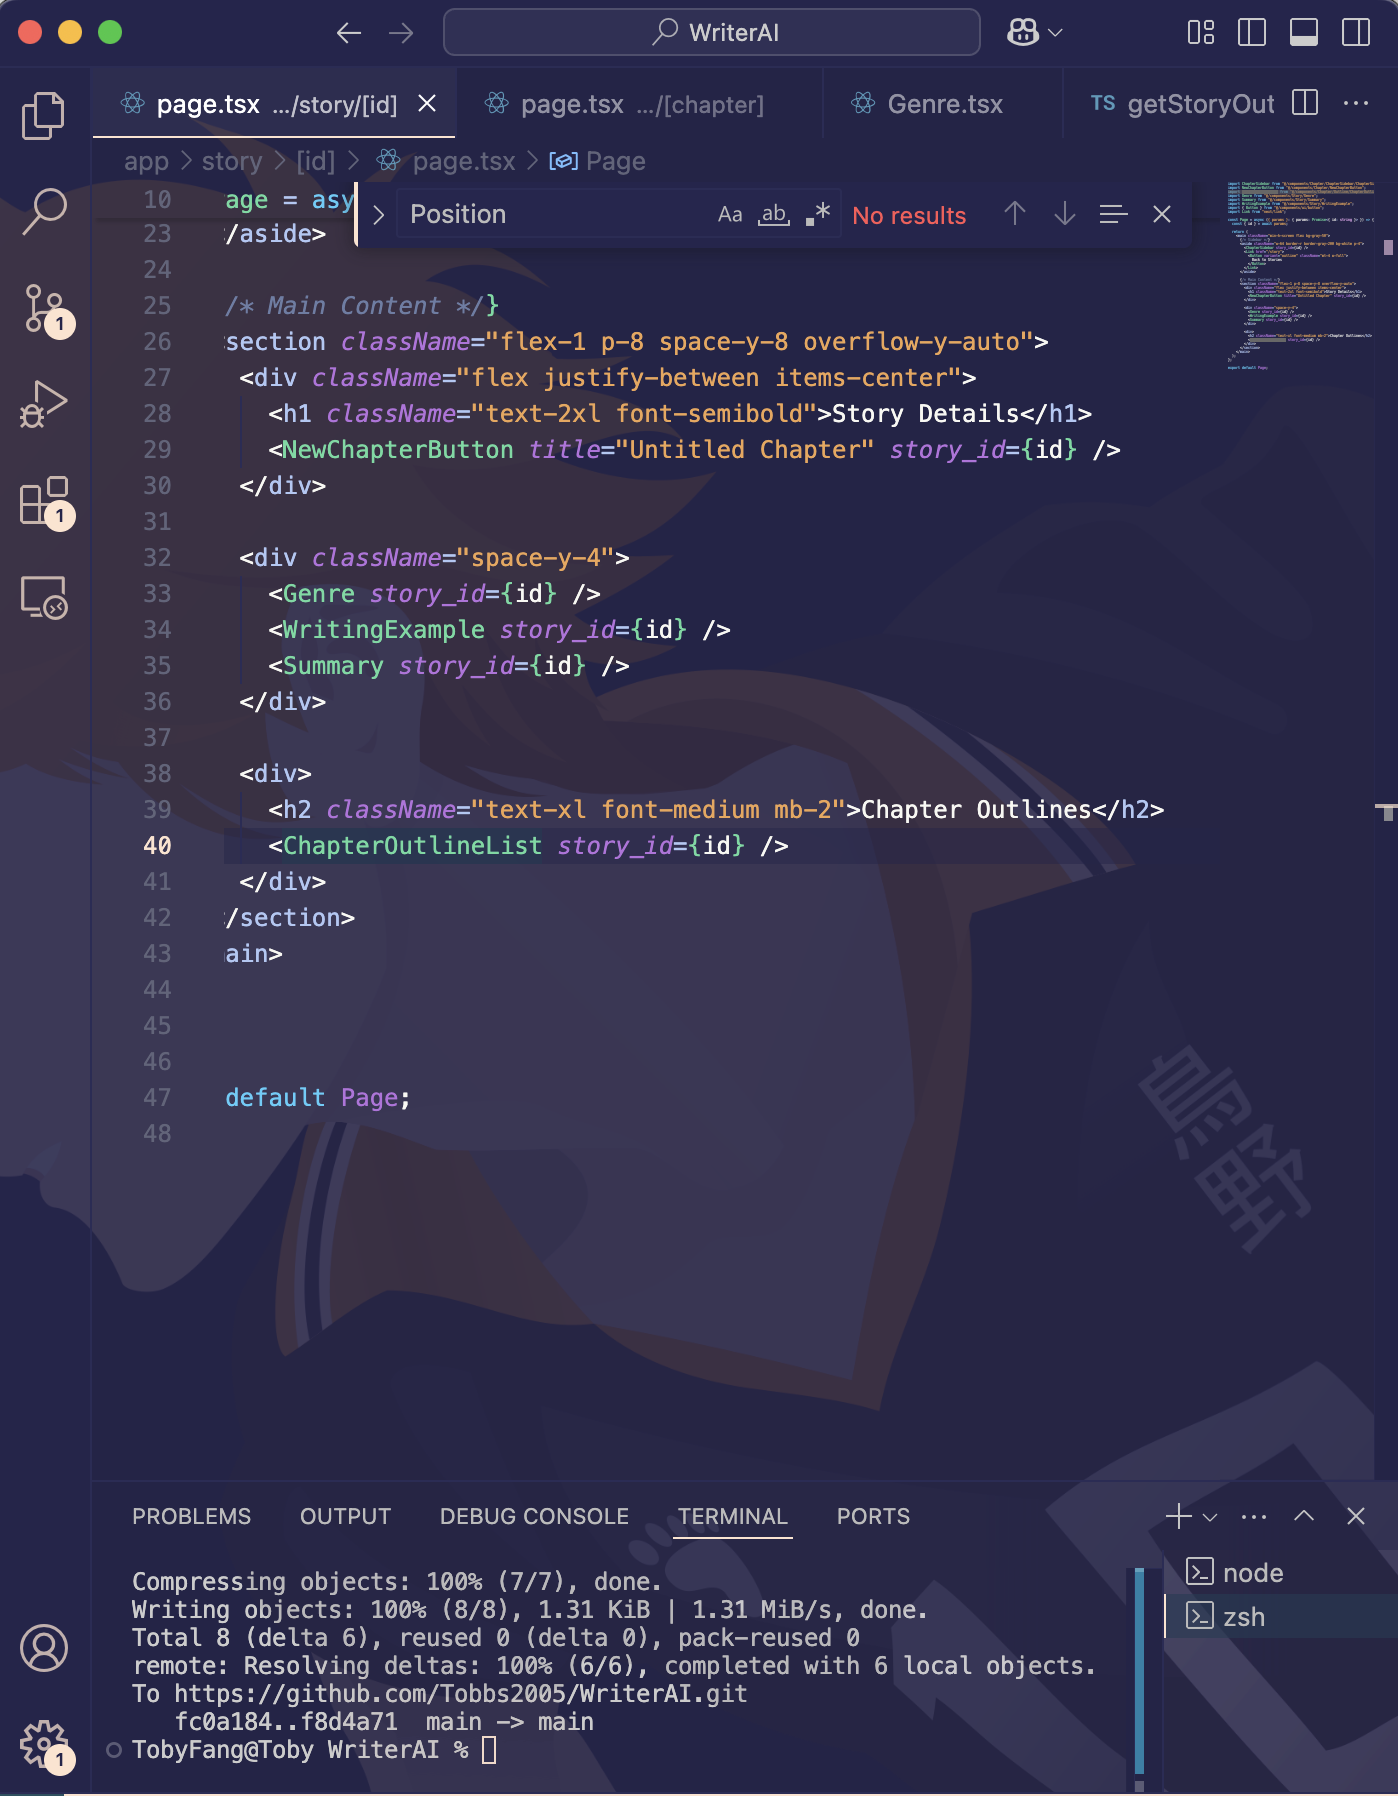 WriterAI
page.tsx .../story/[id]
page.tsx .../[chapter]
Genre.tsx
TS getStoryOut
app > story > [id] > page.tsx > Page
10 age = asy
Position Aa ab .* No results
23 /aside>
24
25 /* Main Content */}
26 section className="flex-1 p-8 space-y-8 overflow-y-auto">
27 <div className="flex justify-between items-center">
28 <h1 className="text-2xl font-semibold">Story Details</h1>
29 <NewChapterButton title="Untitled Chapter" story_id={id} />
30 </div>
31
32 <div className="space-y-4">
33 <Genre story_id={id} />
34 <WritingExample story_id={id} />
35 <Summary story_id={id} />
36 </div>
37
38 <div>
39 <h2 className="text-xl font-medium mb-2">Chapter Outlines</h2>
40 <ChapterOutlineList story_id={id} />
41 </div>
42 /section>
43 ain>
44
45
46
47 default Page;
48
烏野
1
1
PROBLEMS OUTPUT DEBUG CONSOLE TERMINAL PORTS
Compressing objects: 100% (7/7), done.
Writing objects: 100% (8/8), 1.31 KiB | 1.31 MiB/s, done.
Total 8 (delta 6), reused 0 (delta 0), pack-reused 0
remote: Resolving deltas: 100% (6/6), completed with 6 local objects.
To https://github.com/Tobbs2005/WriterAI.git
fc0a184..f8d4a71 main -> main
TobyFang@Toby WriterAI %
node
zsh
1